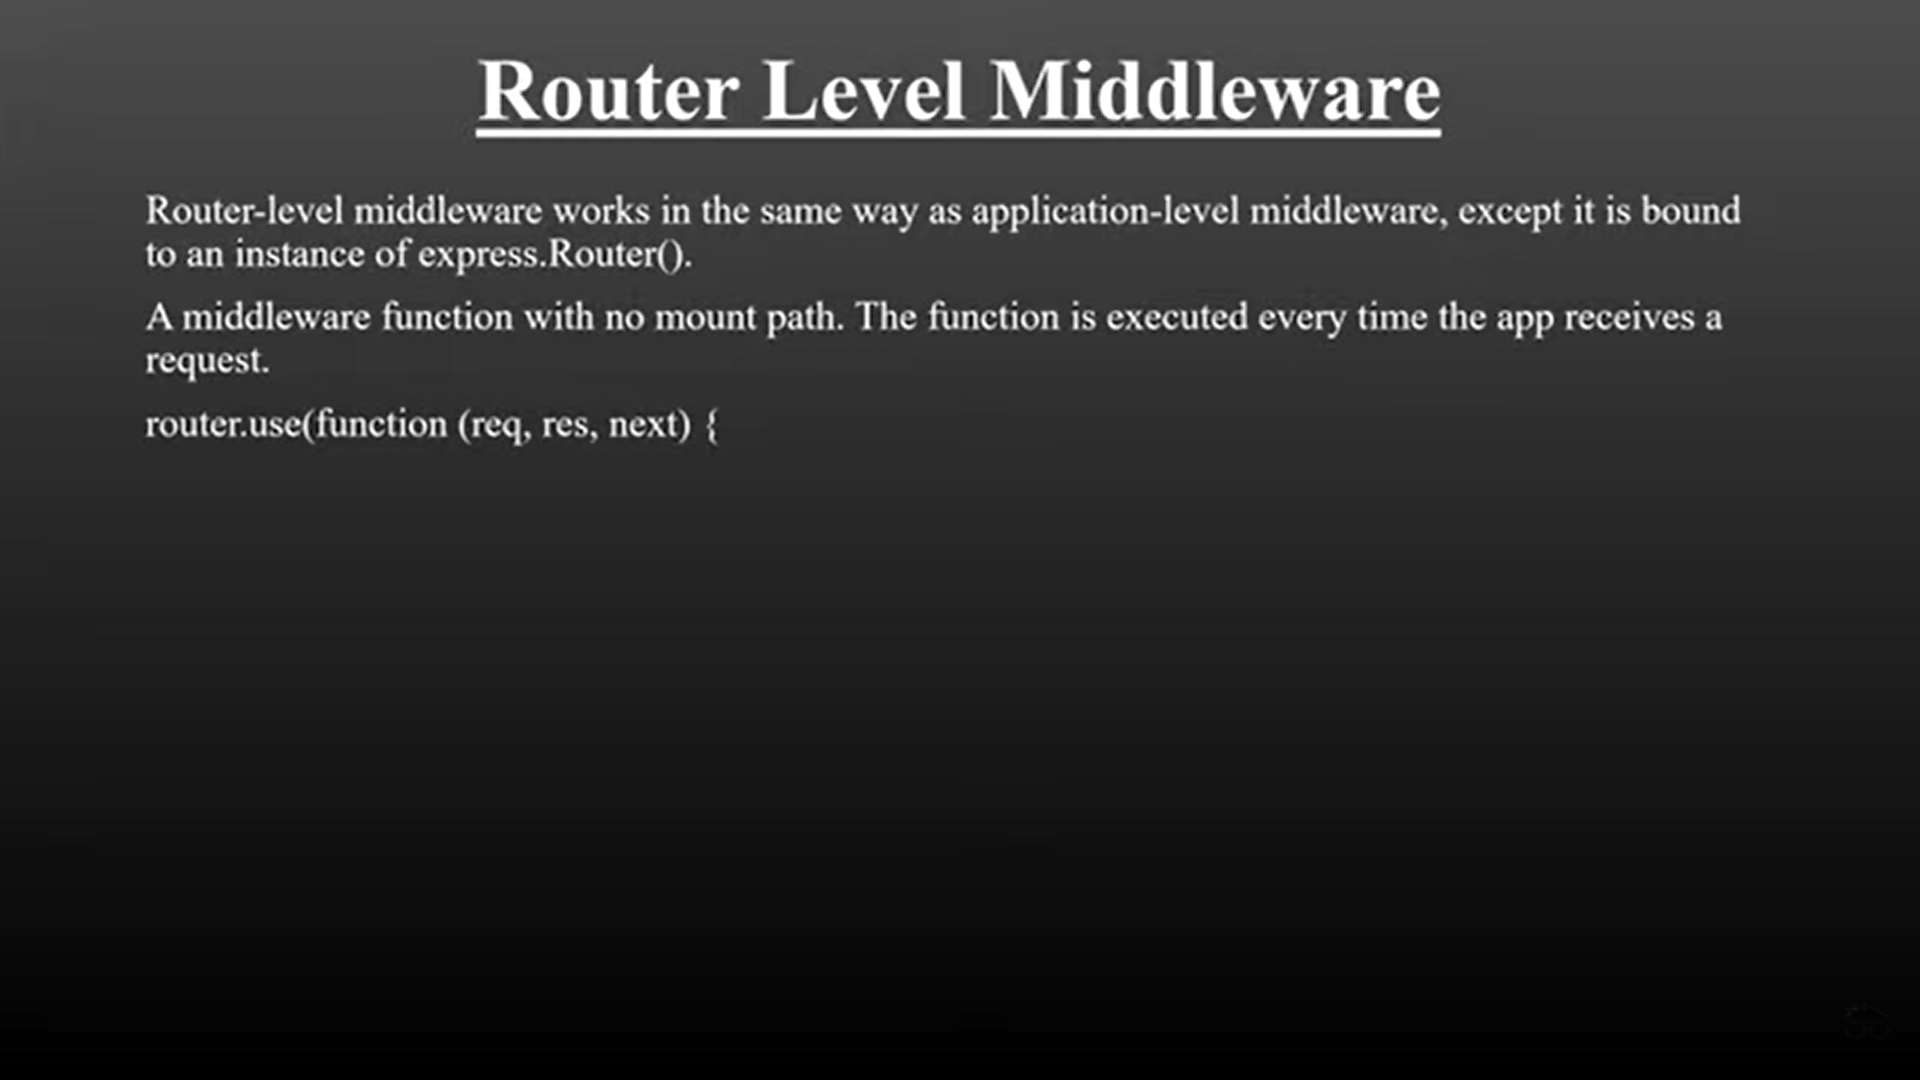 Router Level Middleware
Router-level middleware works in the same way as application-level middleware, except it is bound
to an instance of express.Router().
A middleware function with no mount path. The function is executed every time the app receives a
request.
router.use(function (req, res, next) {